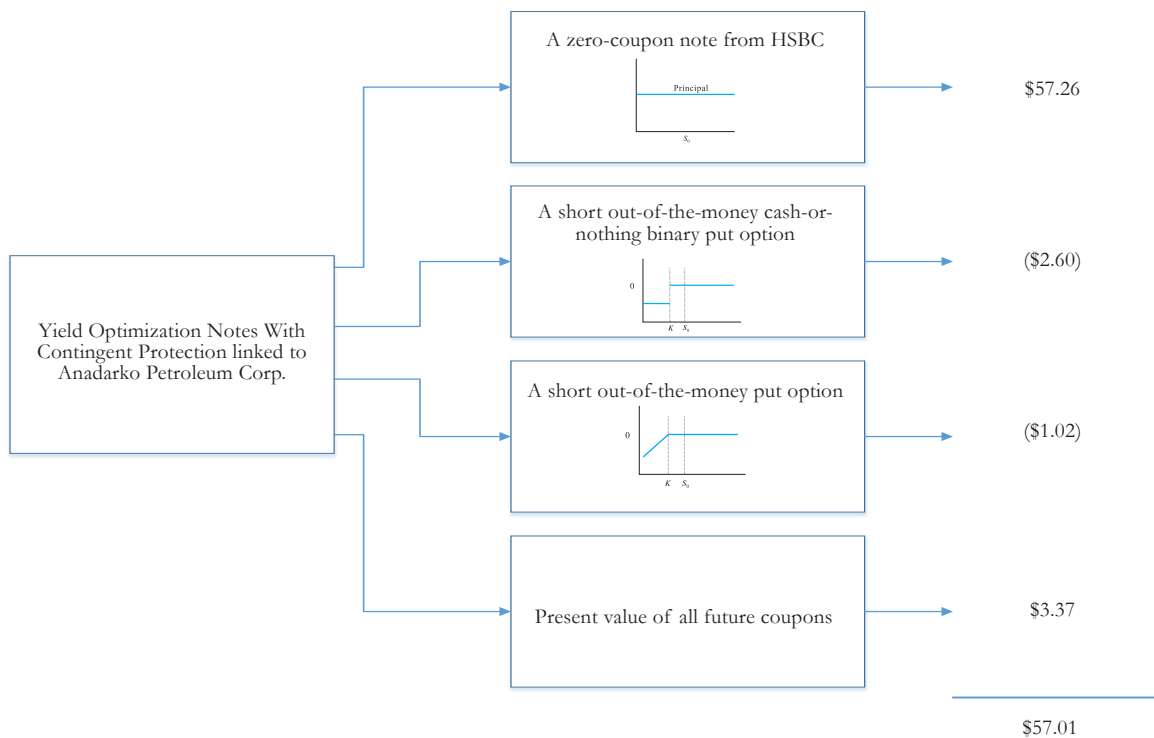 Yield Optimization Notes With
Contingent Protection linked to
Anadarko Petroleum Corp.
A zero-coupon note from HSBC
Principal
S₀
$57.26
A short out-of-the-money cash-or-
nothing binary put option
0
K S₀
($2.60)
A short out-of-the-money put option
0
K S₀
($1.02)
Present value of all future coupons
$3.37
$57.01